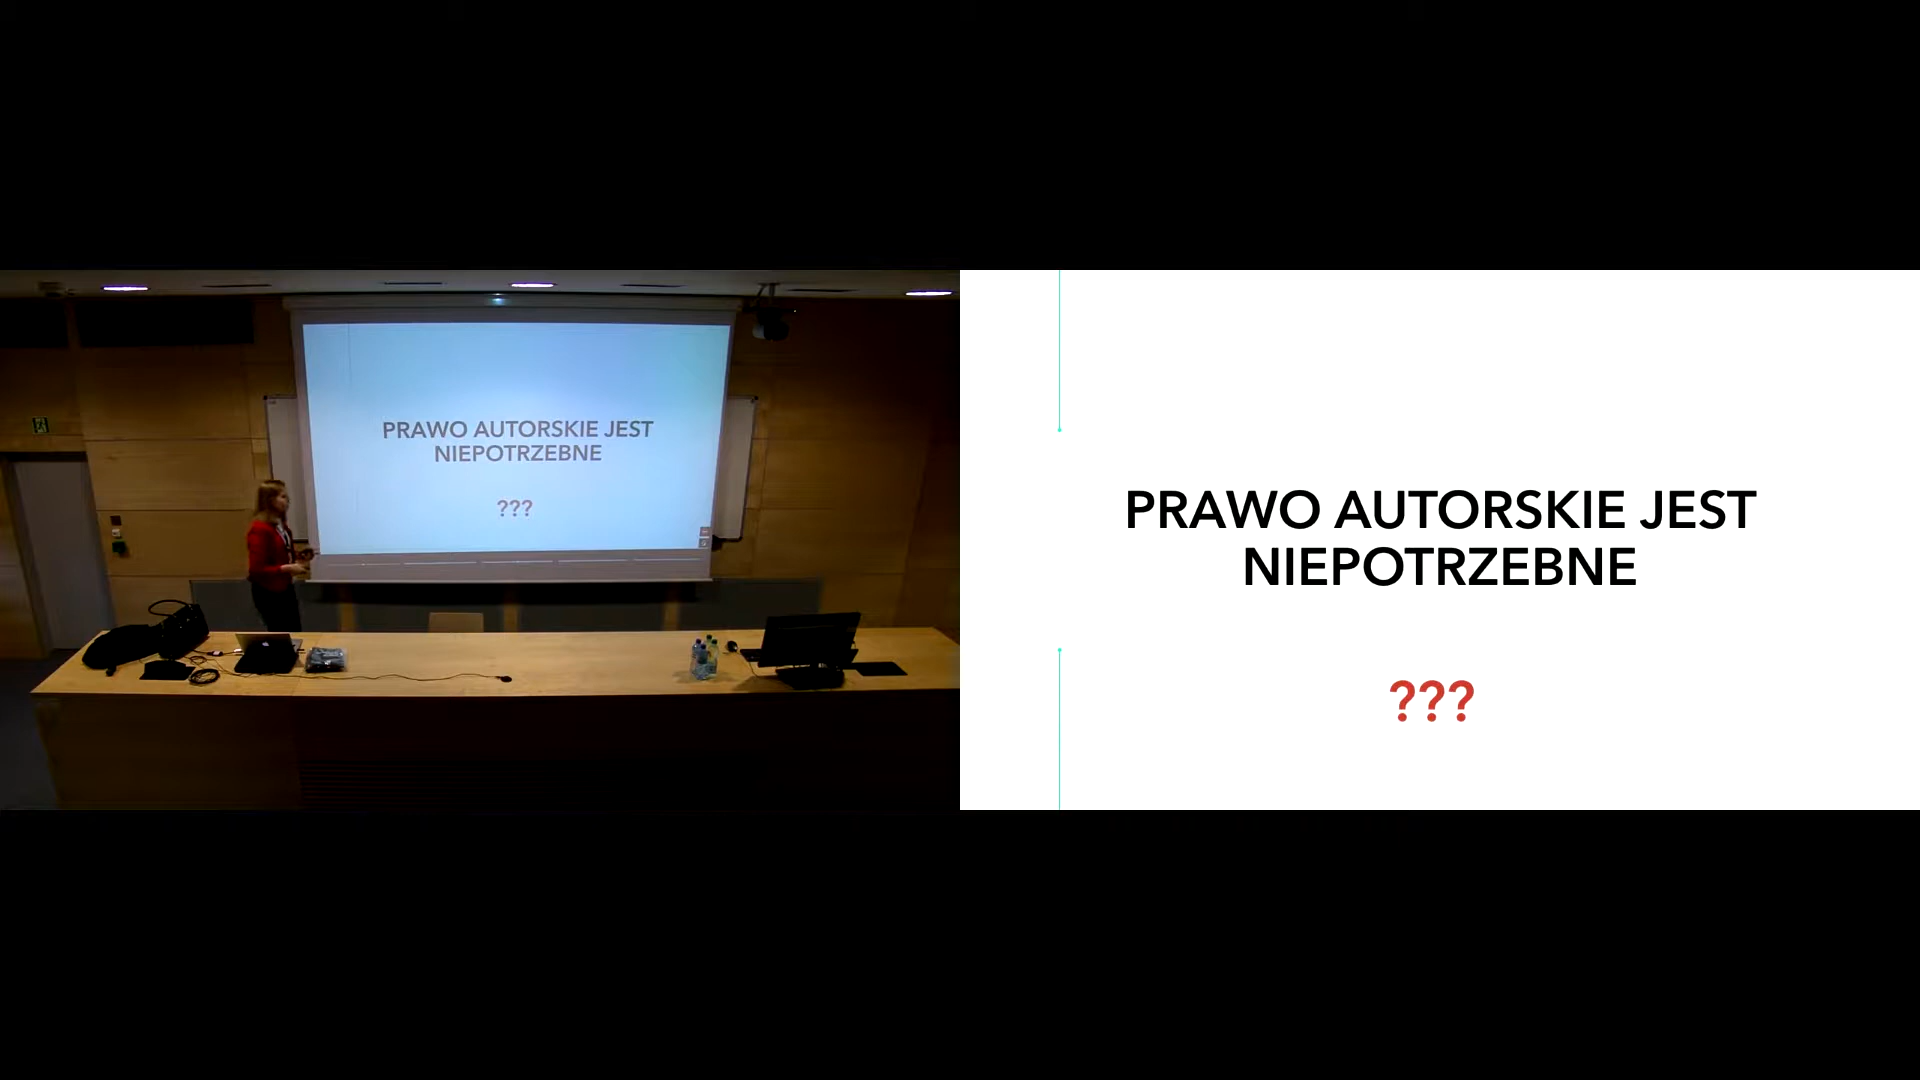 PRAWO AUTORSKIE JEST
NIEPOTRZEBNE
???
PRAWO AUTORSKIE JEST
NIEPOTRZEBNE
???